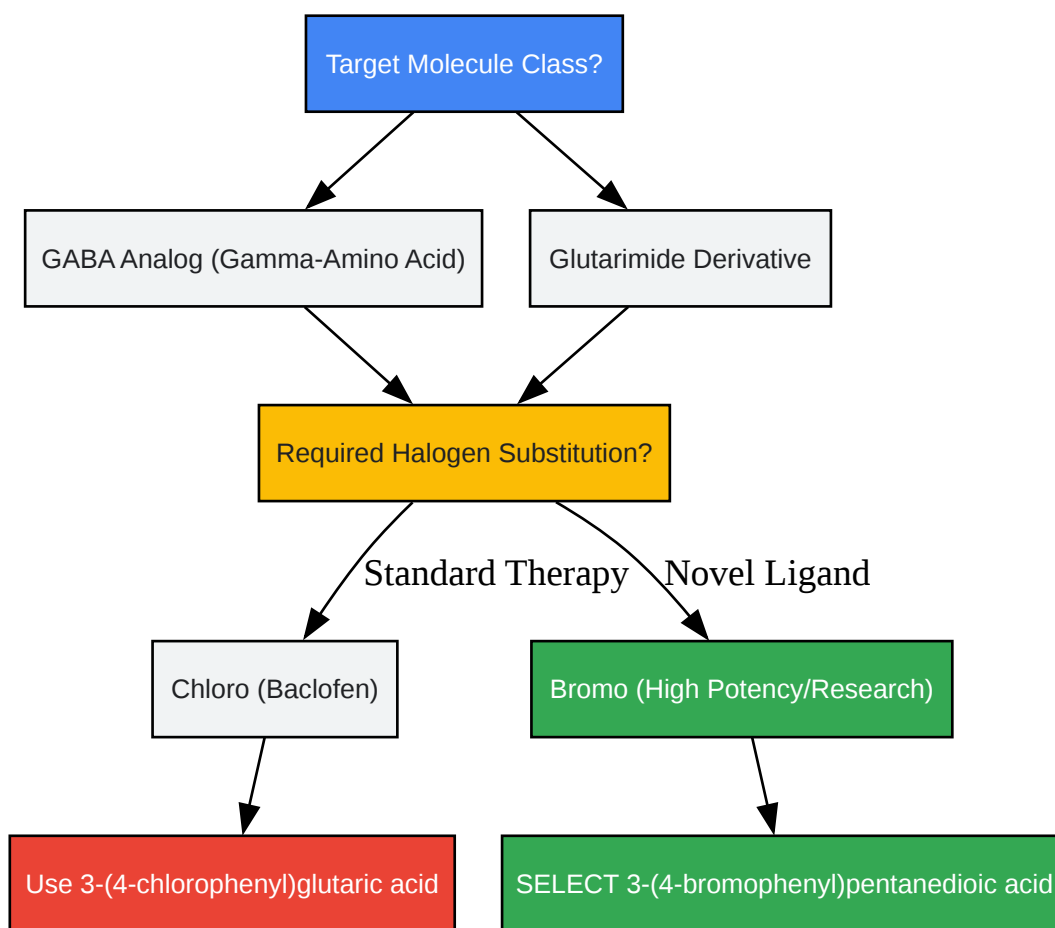 Target Molecule Class?
GABA Analog (Gamma-Amino Acid)
Glutarimide Derivative
Required Halogen Substitution?
Standard Therapy
Novel Ligand
Chloro (Baclofen)
Bromo (High Potency/Research)
Use 3-(4-chlorophenyl)glutaric acid
SELECT 3-(4-bromophenyl)pentanedioic acid